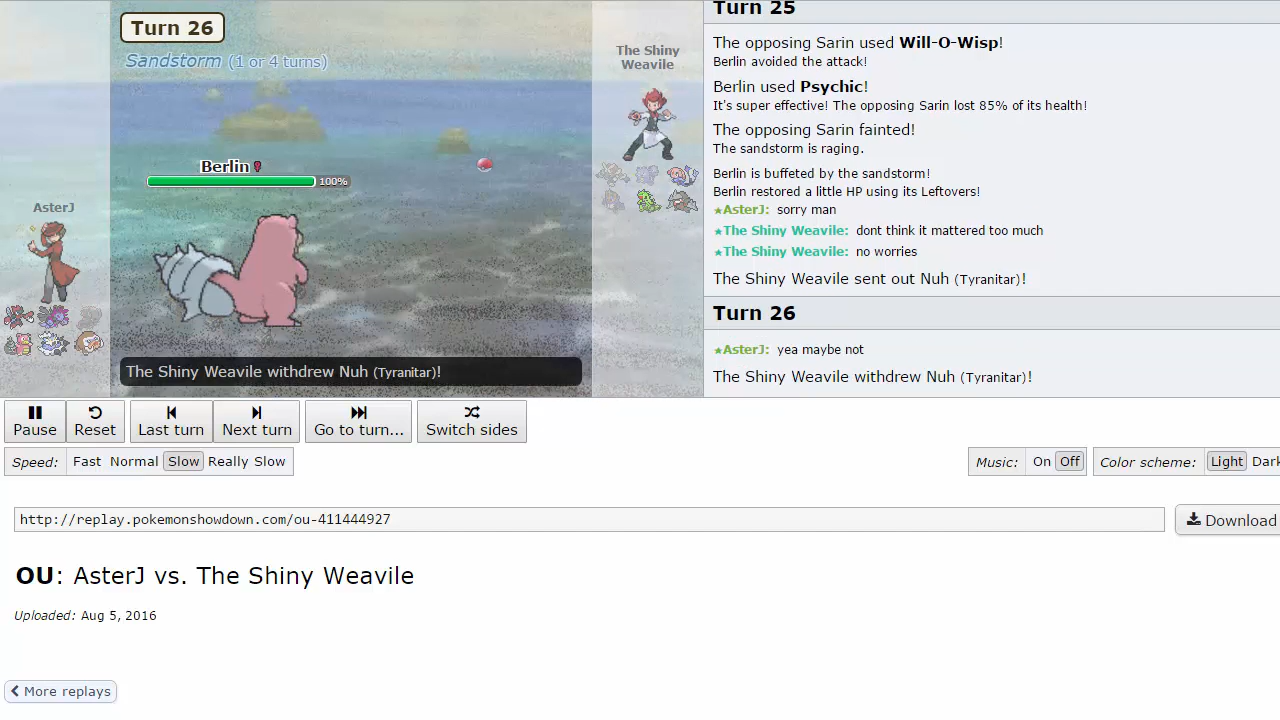 Turn 26
Sandstorm (1 or 4 turns)
The Shiny
Weavile
Berlin
100%
AsterJ
The Shiny Weavile withdrew Nuh (Tyranitar)!
Turn 25
The opposing Sarin used Will-O-Wisp!
Berlin avoided the attack!
Berlin used Psychic!
It's super effective! The opposing Sarin lost 85% of its health!
The opposing Sarin fainted!
The sandstorm is raging.
Berlin is buffeted by the sandstorm!
Berlin restored a little HP using its Leftovers!
★AsterJ: sorry man
★The Shiny Weavile: dont think it mattered too much
★The Shiny Weavile: no worries
The Shiny Weavile sent out Nuh (Tyranitar)!
Turn 26
★AsterJ: yea maybe not
The Shiny Weavile withdrew Nuh (Tyranitar)!
Pause Reset Last turn Next turn Go to turn... Switch sides
Speed: Fast Normal Slow Really Slow Music: On Off Color scheme: Light Dark
http://replay.pokemonshowdown.com/ou-411444927 Download
OU: AsterJ vs. The Shiny Weavile
Uploaded: Aug 5, 2016
More replays